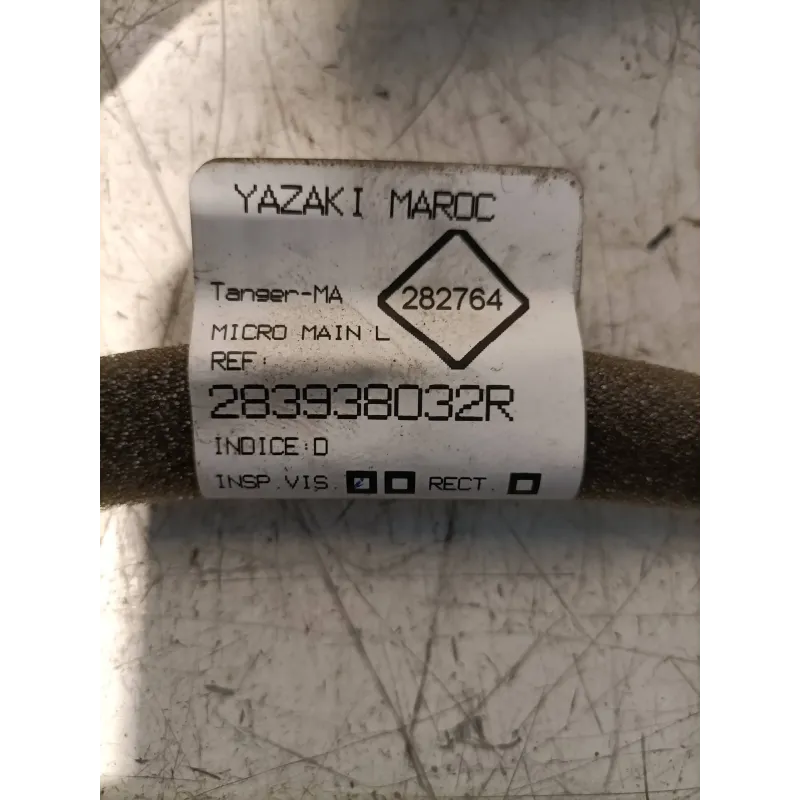 YAZAKI MAROC
Tanger-MA
282764
MICRO MAIN L
REF:
283938032R
INDICE:D
INSP.VIS. RECT.